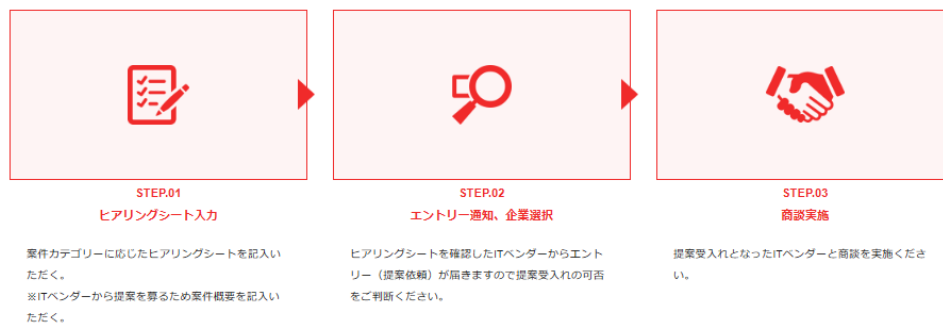 STEP.01
ヒアリングシート入力
案件カテゴリーに応じたヒアリングシートを記入い
ただく。
※ITベンダーから提案を募るため案件概要を記入い
ただく。
STEP.02
エントリー通知、企業選択
ヒアリングシートを確認したITベンダーからエント
リー（提案依頼）が届きますので提案受入れの可否
をご判断ください。
STEP.03
商談実施
提案受入れとなったITベンダーと商談を実施くださ
い。